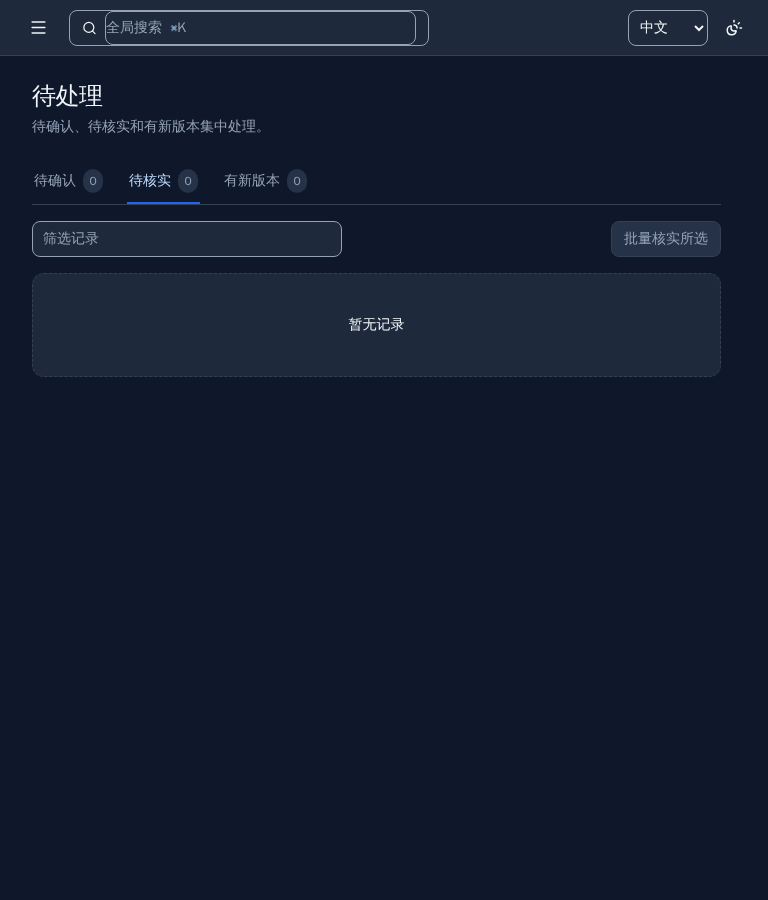 全局搜索 ⌘K
中文
待处理
待确认、待核实和有新版本集中处理。
待确认 0 待核实 0 有新版本 0
筛选记录
批量核实所选
暂无记录